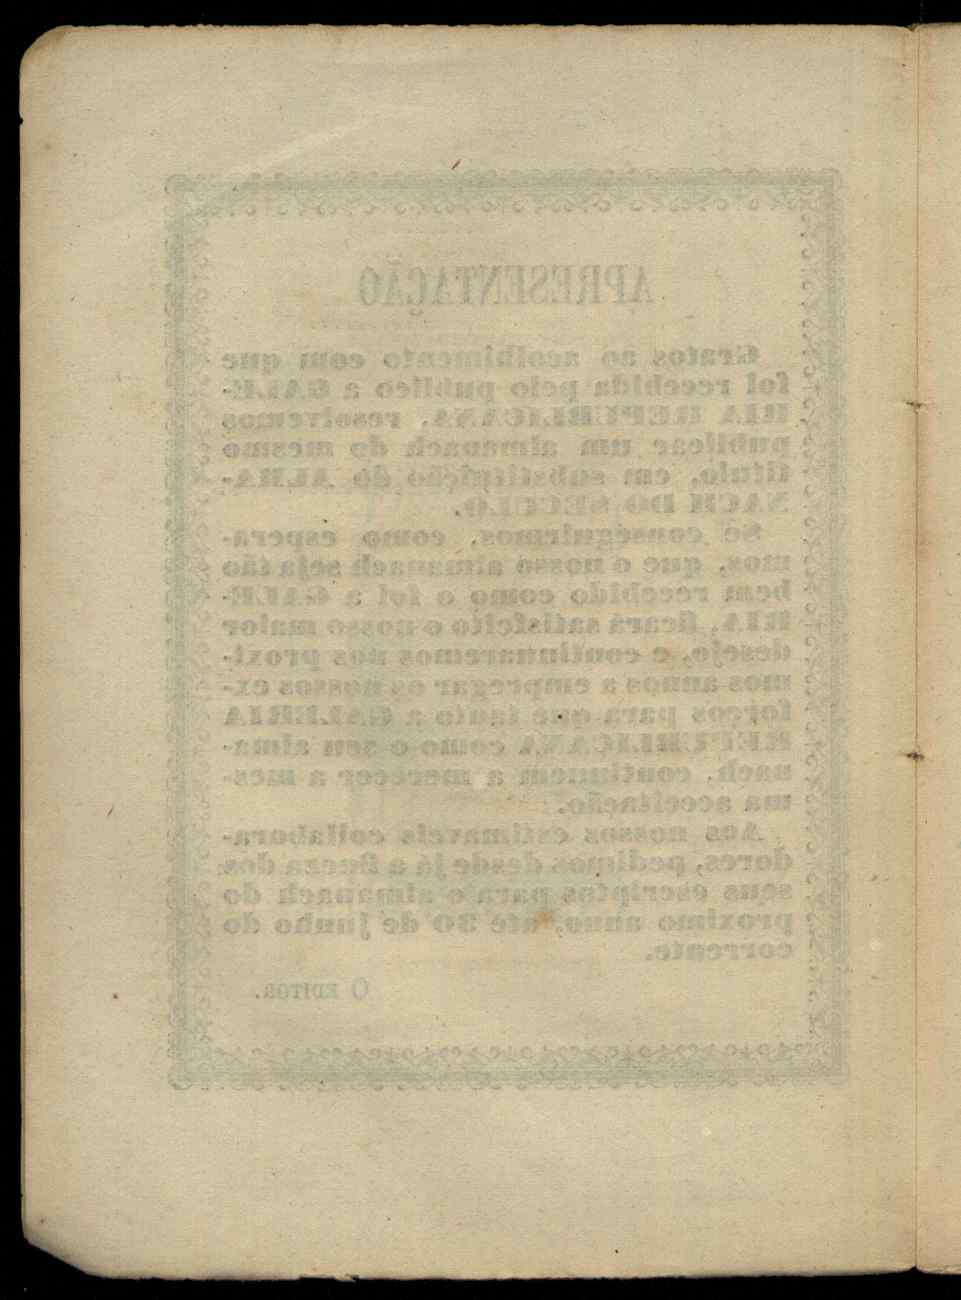 APRESENTAÇÃO
Gratos ao acolhimento com que
foi recebida pelo publico a GALE-
RIA REPUBLICANA, resolvemos
publicar um almanach do mesmo
titulo, em substituição do ALMA-
NACH DO SECULO.
Se conseguirmos, como espera-
mos, que o nosso almanach seja tão
bem recebido como o foi a GALE-
RIA, ficará satisfeito o nosso maior
desejo, e continuaremos nos proxi-
mos annos a empregar os nossos ex-
forços para que tanto a GALERIA
REPUBLICANA como o seu alma-
nach, continuem a merecer a mes-
ma acceitação.
Aos nossos estimaveis collabora-
dores, pedimos desde já a fineza dos
seus escriptos para o almanach do
proximo anno, até 30 de junho do
corrente.
O EDITOR.